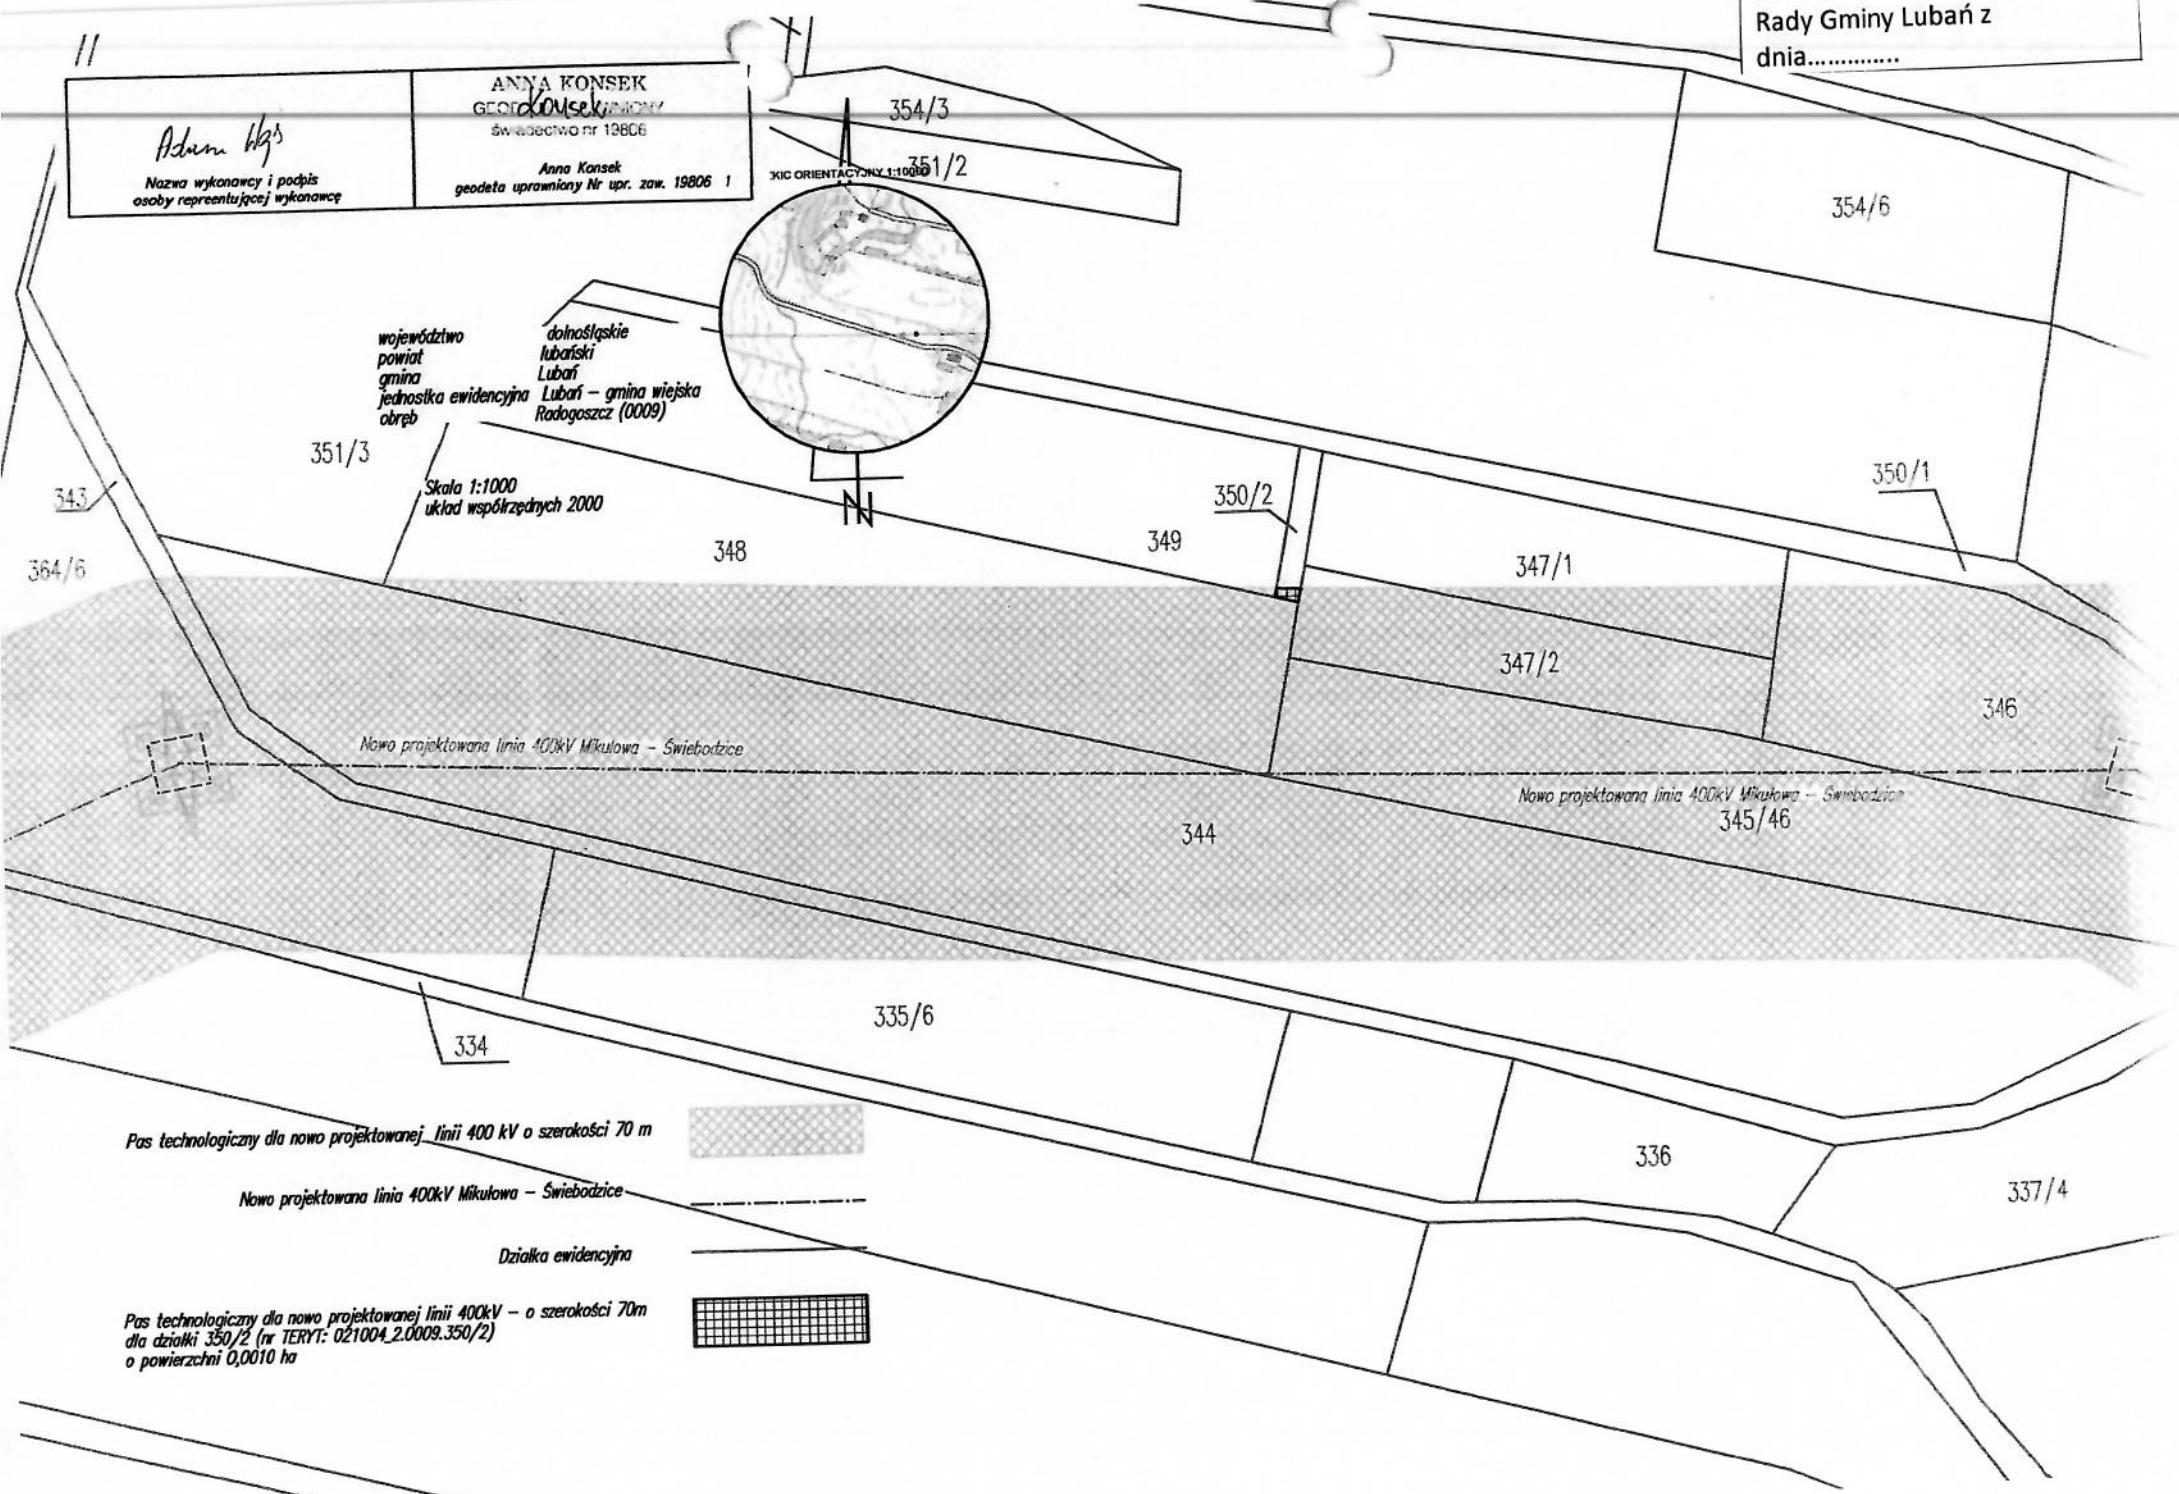 Rady Gminy Lubań z
dnia.............
ANNA KONSEK
świadectwo nr 19806
Nazwa wykonawcy i podpis
osoby repreentującej wykonawcę
Anna Konsek
geodeta uprawniony Nr upr. zaw. 19806 1
354/3
351/2
KIC ORIENTACYJNY 1:10000
354/6
województwo dolnośląskie
powiat lubański
gmina Lubań
jednostka ewidencyjna Lubań – gmina wiejska
obręb Radogoszcz (0009)
351/3
Skala 1:1000
układ współrzędnych 2000
N
343
364/6
348
349
350/2
350/1
347/1
347/2
346
Nowo projektowana linia 400kV Mikułowa – Świebodzice
Nowo projektowana linia 400kV Mikułowa – Świebodzice
345/46
344
335/6
334
336
337/4
Pas technologiczny dla nowo projektowanej linii 400 kV o szerokości 70 m
Nowo projektowana linia 400kV Mikułowa – Świebodzice
Działka ewidencyjna
Pas technologiczny dla nowo projektowanej linii 400kV – o szerokości 70m
dla działki 350/2 (nr TERYT: 021004_2.0009.350/2)
o powierzchni 0,0010 ha